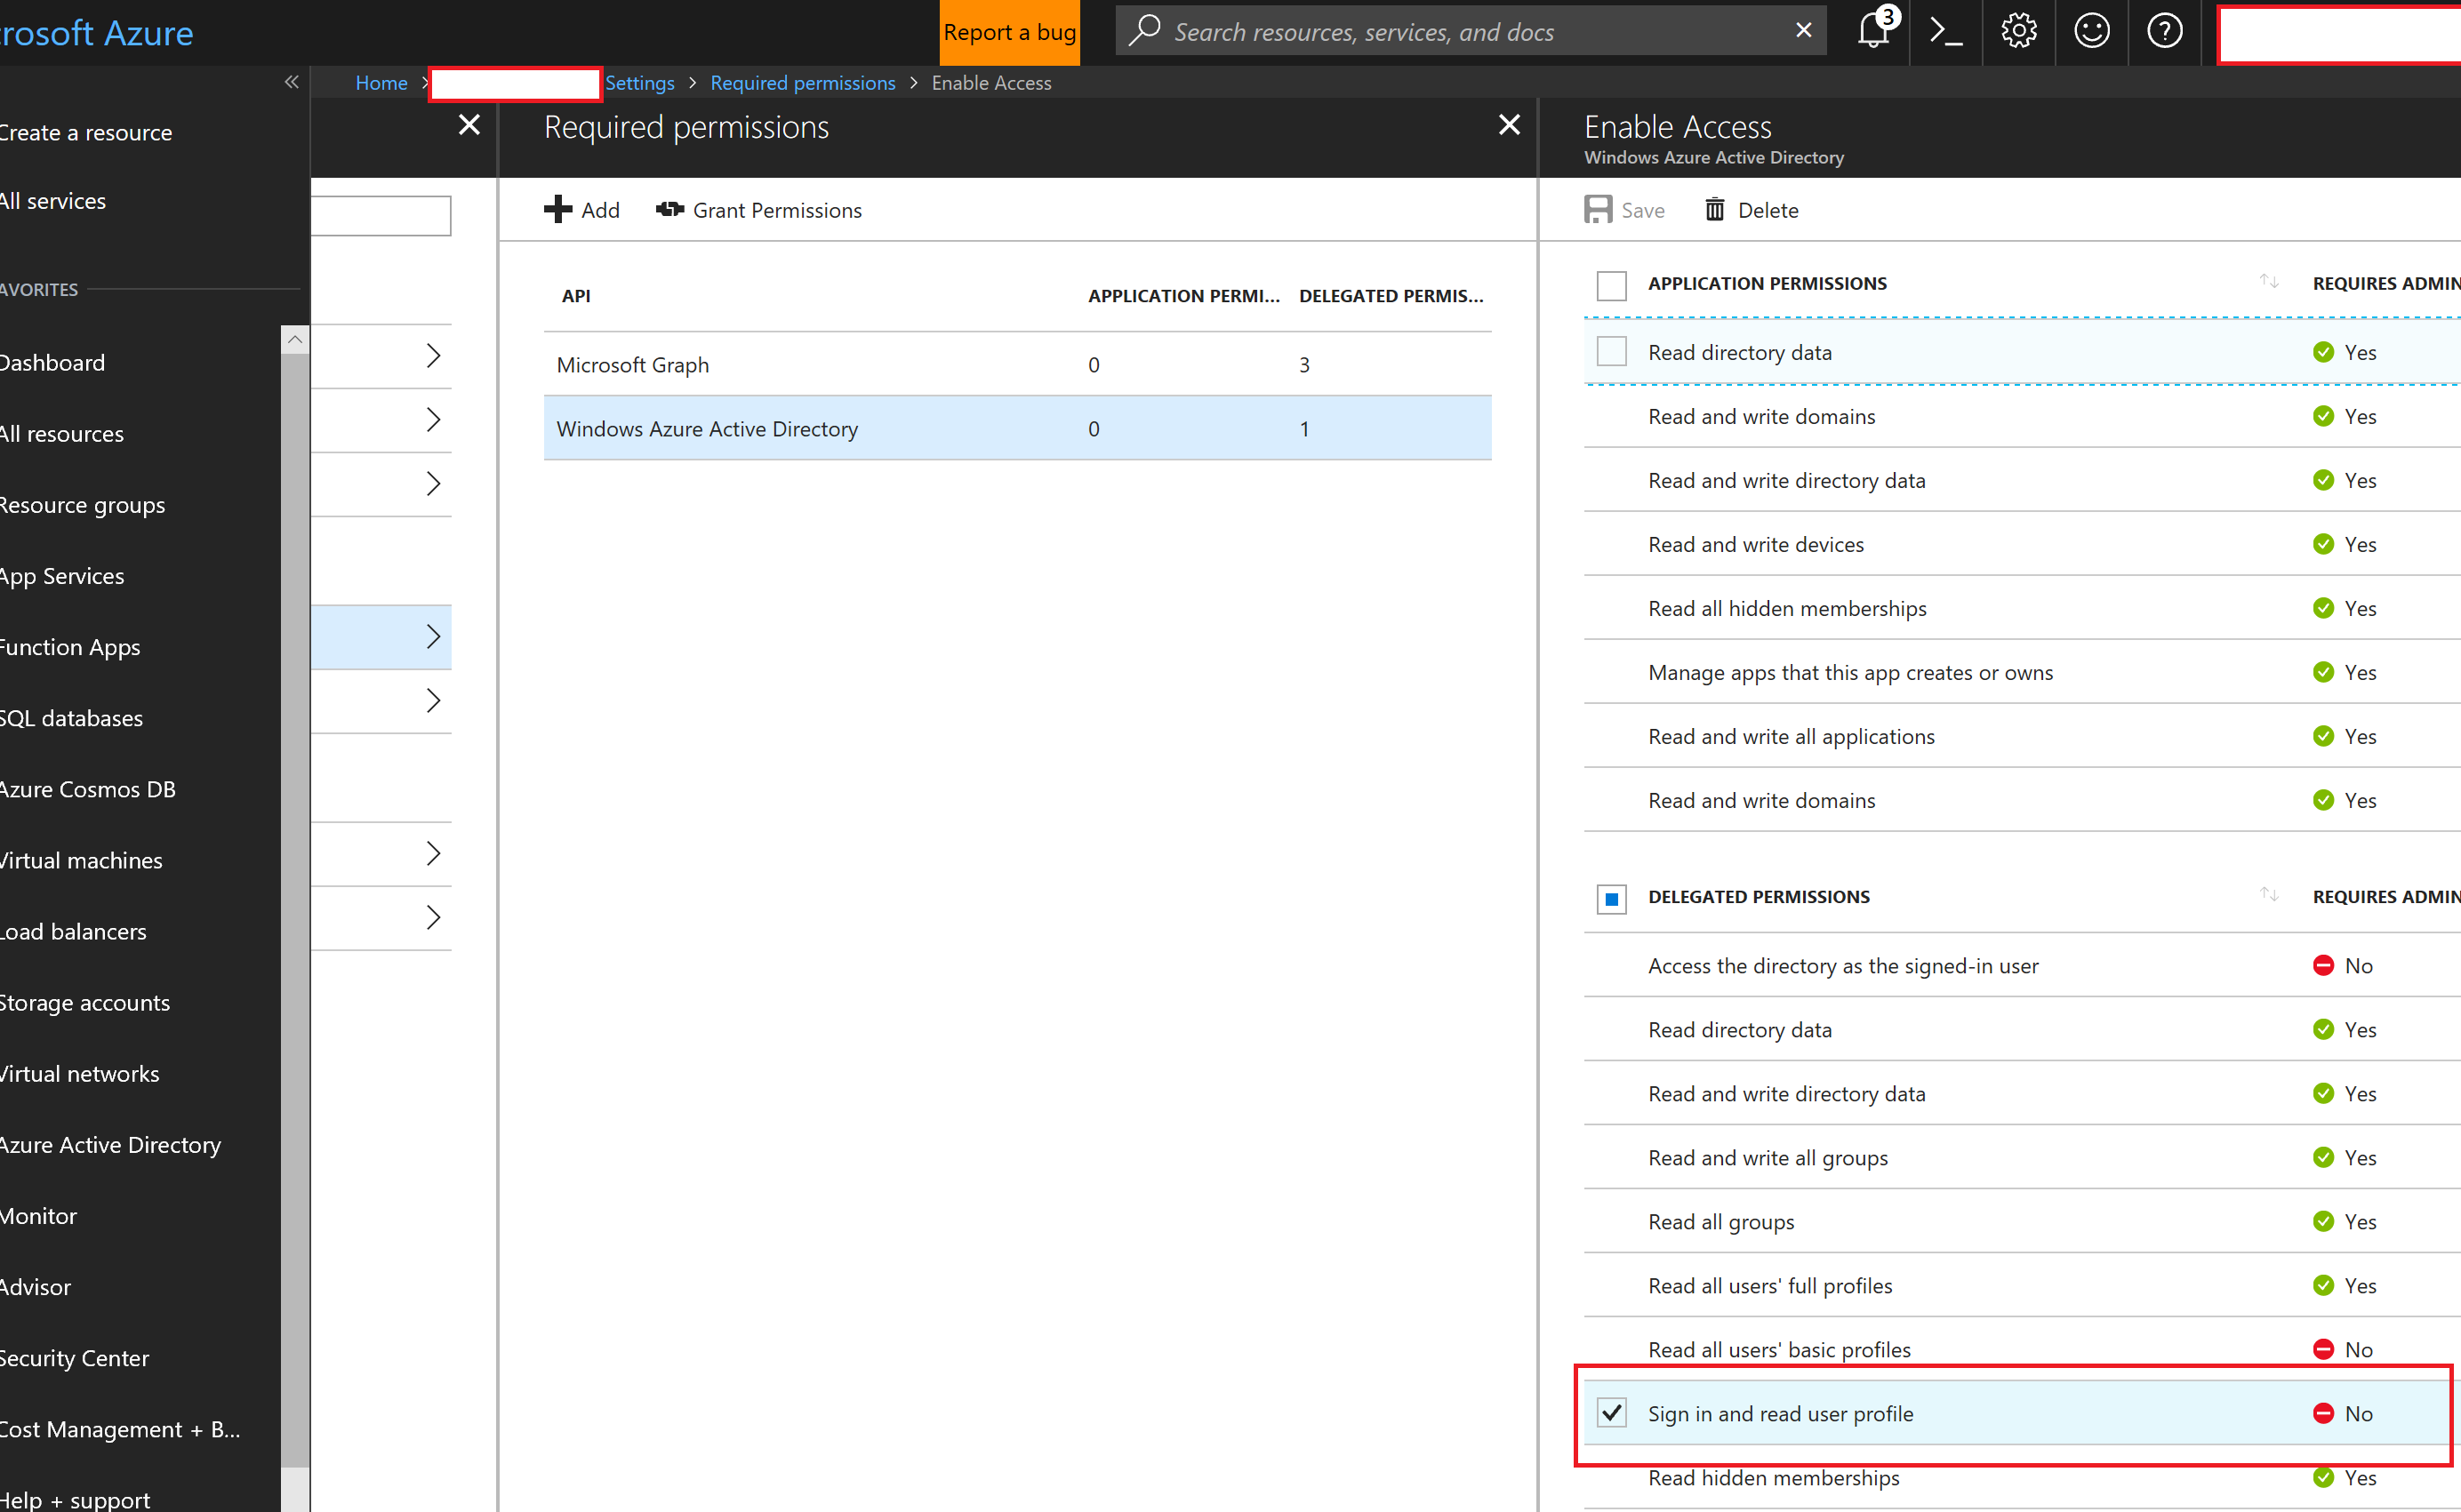 rosoft Azure
Report a bug
Search resources, services, and docs
3
Home > Settings > Required permissions > Enable Access
Create a resource
All services
AVORITES
Dashboard
All resources
Resource groups
App Services
Function Apps
SQL databases
Azure Cosmos DB
Virtual machines
Load balancers
Storage accounts
Virtual networks
Azure Active Directory
Monitor
Advisor
Security Center
Cost Management + B...
Help + support
Required permissions
Add Grant Permissions
API APPLICATION PERMI... DELEGATED PERMIS...
Microsoft Graph 0 3
Windows Azure Active Directory 0 1
Enable Access
Windows Azure Active Directory
Save Delete
APPLICATION PERMISSIONS REQUIRES ADMIN
Read directory data Yes
Read and write domains Yes
Read and write directory data Yes
Read and write devices Yes
Read all hidden memberships Yes
Manage apps that this app creates or owns Yes
Read and write all applications Yes
Read and write domains Yes
DELEGATED PERMISSIONS REQUIRES ADMIN
Access the directory as the signed-in user No
Read directory data Yes
Read and write directory data Yes
Read and write all groups Yes
Read all groups Yes
Read all users' full profiles Yes
Read all users' basic profiles No
Sign in and read user profile No
Read hidden memberships Yes